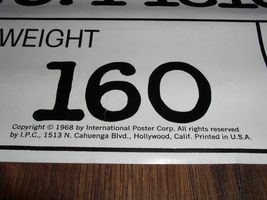 WEIGHT
160
Copyright © 1968 by International Poster Corp. All rights reserved
by I.P.C., 1513 N. Cahuenga Blvd., Hollywood, Calif. Printed in U.S.A.